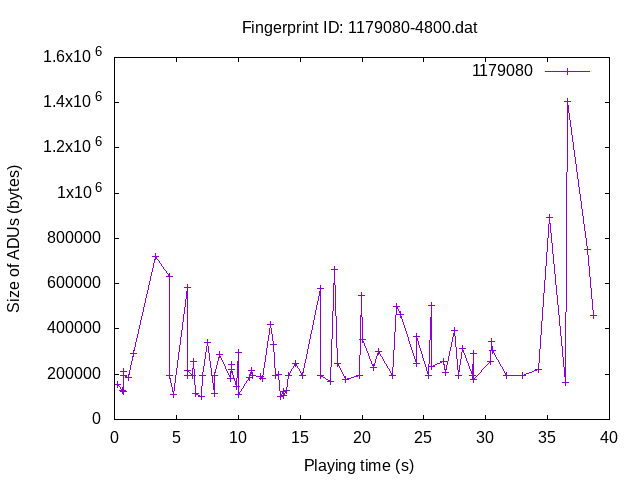 Fingerprint ID: 1179080-4800.dat
1.6x10^6
1179080
1.4x10^6
1.2x10^6
1x10^6
800000
600000
400000
200000
0
Size of ADUs (bytes)
0 5 10 15 20 25 30 35 40
Playing time (s)